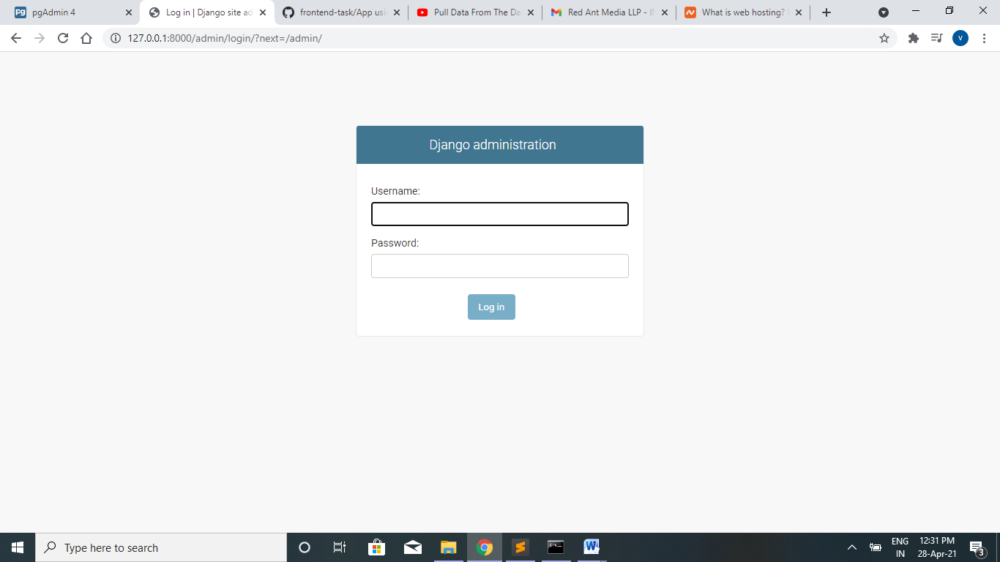 pgAdmin 4
Log in | Django site ad
frontend-task/App usi
Pull Data From The Da
Red Ant Media LLP - I
What is web hosting?
127.0.0.1:8000/admin/login/?next=/admin/
V
Django administration
Username:
Password:
Log in
Type here to search
ENG
IN
12:31 PM
28-Apr-21
3